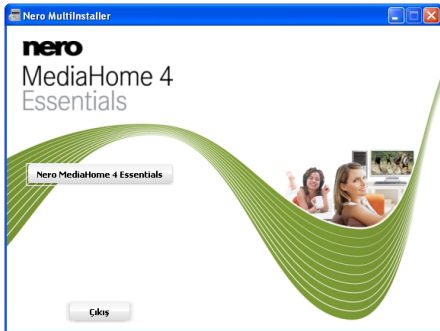 Nero MultiInstaller
nero
MediaHome 4
Essentials
Nero MediaHome 4 Essentials
Çıkış